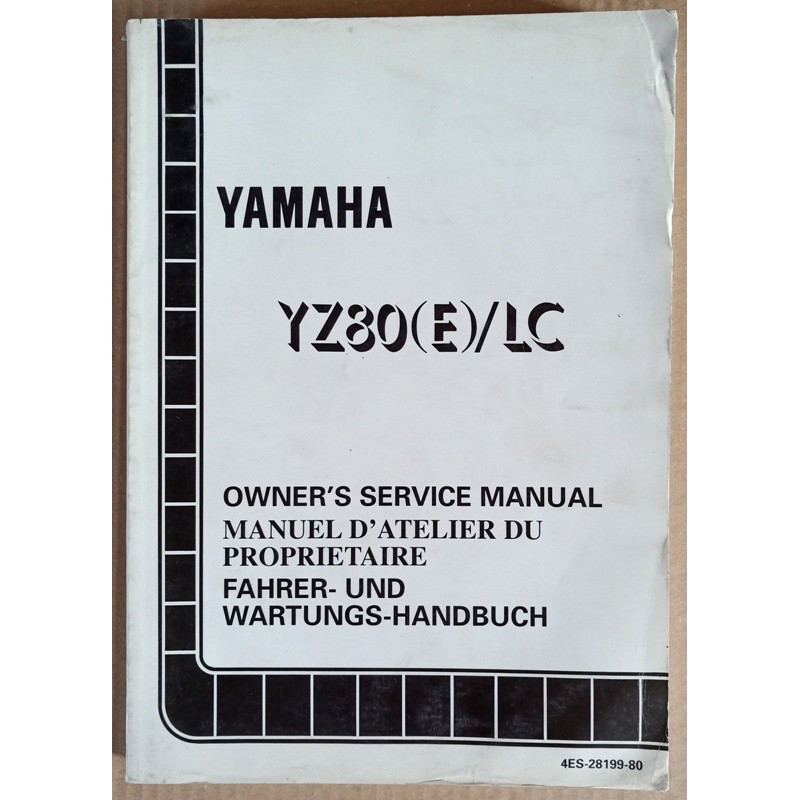 YAMAHA
YZ80(E)/LC
OWNER'S SERVICE MANUAL
MANUEL D'ATELIER DU
PROPRIETAIRE
FAHRER- UND
WARTUNGS-HANDBUCH
4ES-28199-80